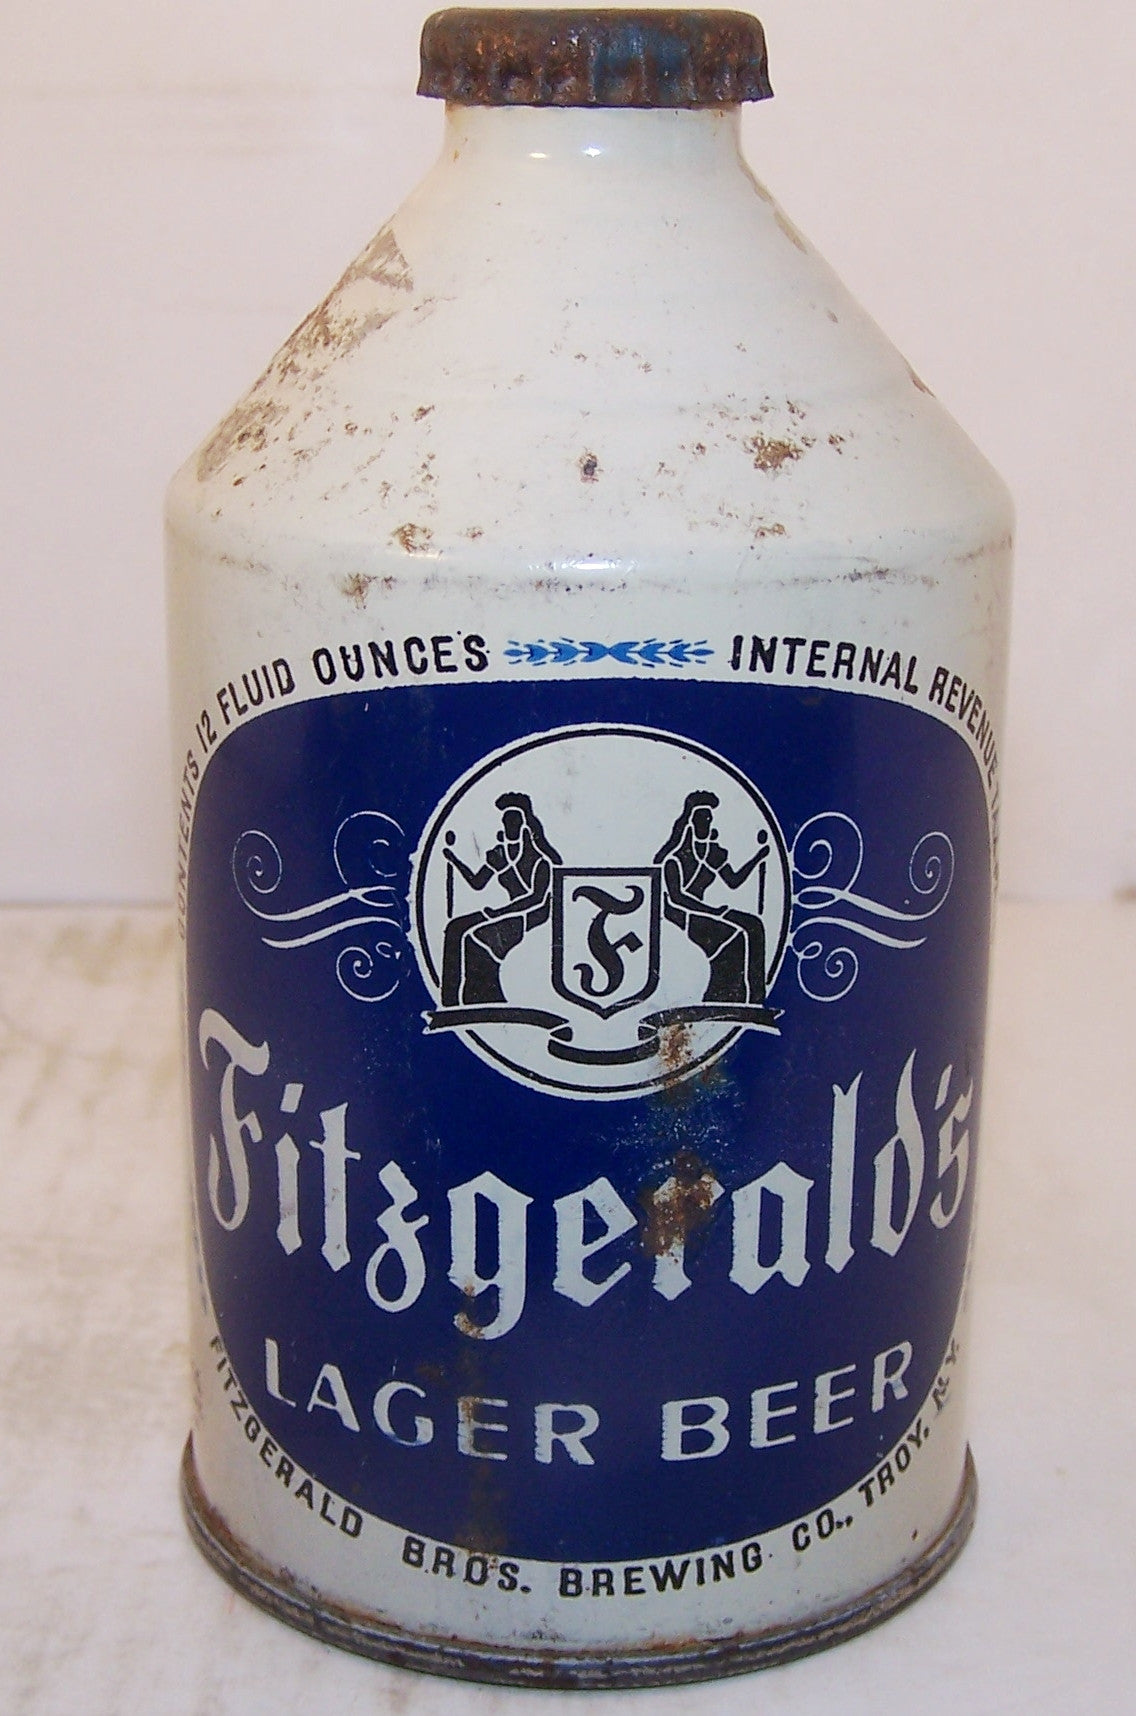 CONTENTS 12 FLUID OUNCES INTERNAL REVENUE
F
Fitzgerald's
LAGER BEER
FITZGERALD BROS. BREWING CO., TROY, N.Y.